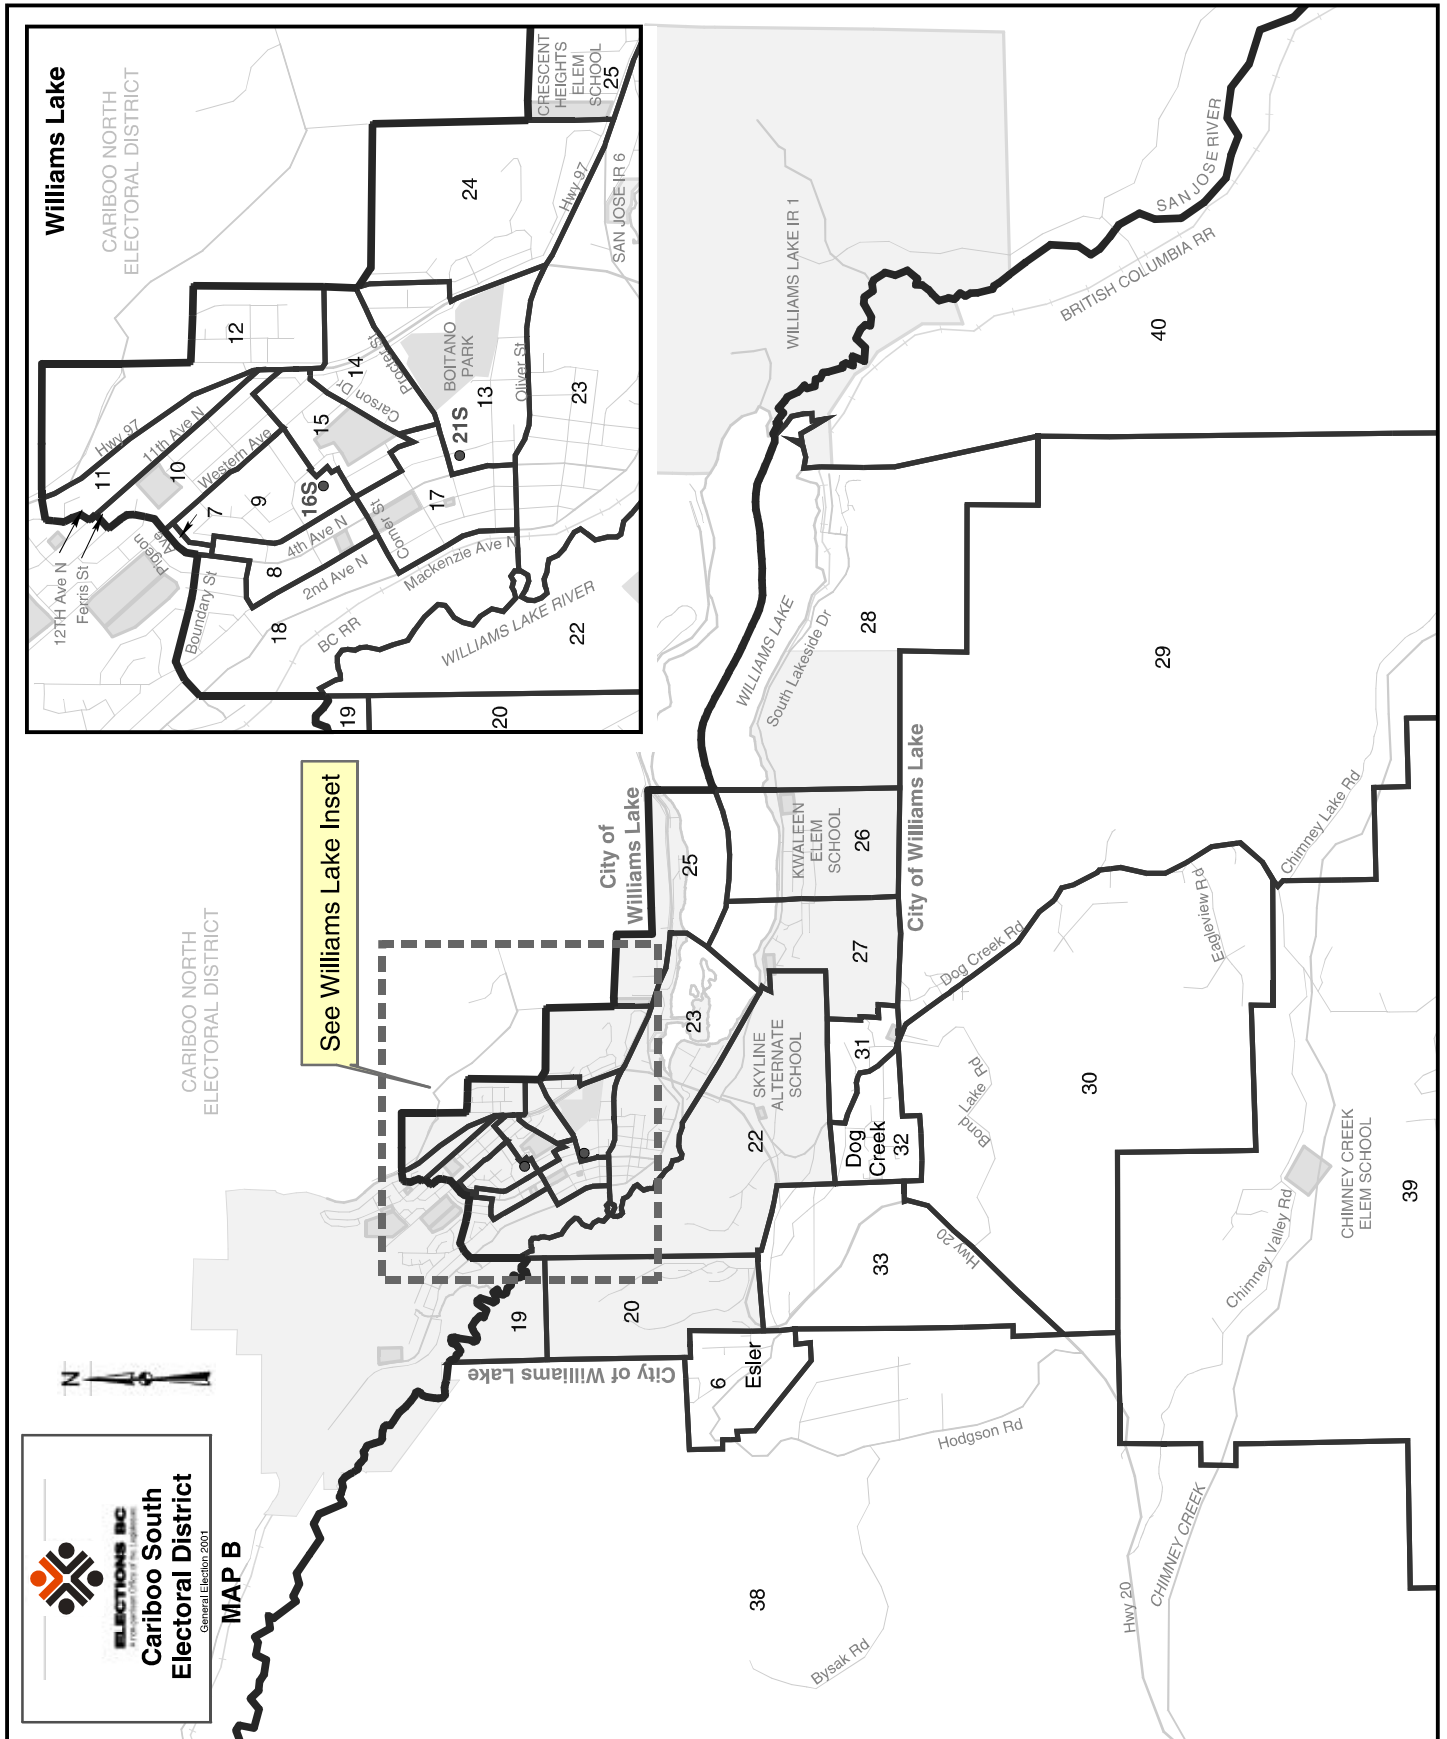 ELECTIONS BC
Cariboo South
Electoral District
General Election 2001
MAP B
N
Williams Lake
CARIBOO NORTH
ELECTORAL DISTRICT
CRESCENT
HEIGHTS
ELEM
SCHOOL
25
24
Hwy 97
SAN JOSE IR 6
12
14
Procter St
BOITANO
PARK
13
Oliver St
23
Carson Dr
15
21S
Hwy 97
11th Ave N
11
10
Western Ave
9
16S
7
17
Comer St
4th Ave N
8
2nd Ave N
Mackenzie Ave N
Pigeon
Ave
12TH Ave N
Ferris St
Boundary St
18
BC RR
WILLIAMS LAKE RIVER
22
19
20
See Williams Lake Inset
CARIBOO NORTH
ELECTORAL DISTRICT
City of
Williams Lake
WILLIAMS LAKE IR 1
SAN JOSE RIVER
BRITISH COLUMBIA RR
40
WILLIAMS LAKE
South Lakeside Dr
28
29
25
KWALEEN
ELEM
SCHOOL
26
City of Williams Lake
27
23
SKYLINE
ALTERNATE
SCHOOL
22
31
Dog
Creek
32
Dog Creek Rd
Eagleview Rd
Chimney Lake Rd
Bond
Lake Rd
30
33
Hwy 20
CHIMNEY CREEK
ELEM SCHOOL
39
Chimney Valley Rd
19
20
City of Williams Lake
6
Esler
Hodgson Rd
38
Bysak Rd
Hwy 20
CHIMNEY CREEK